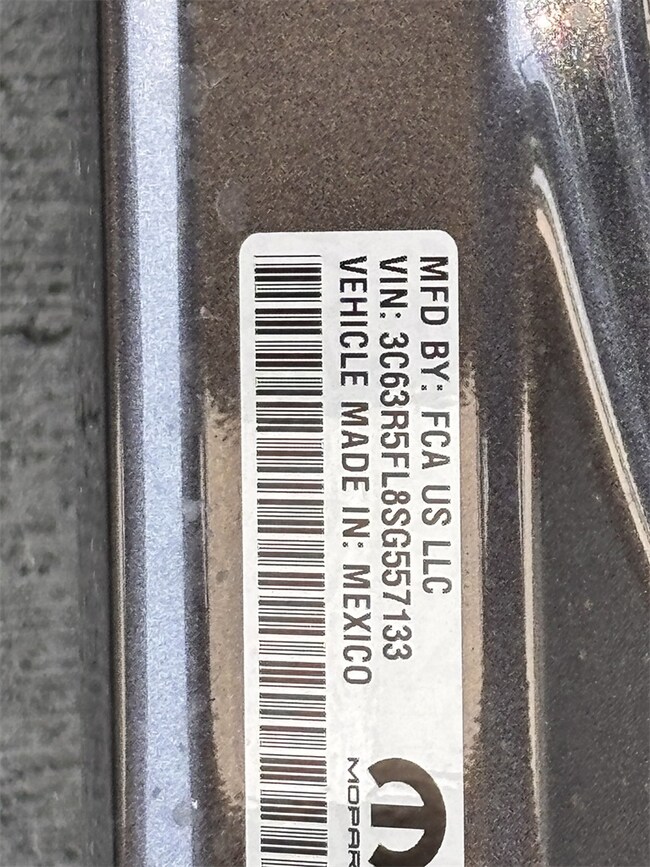 MFD BY: FCA US LLC
VIN: 3C63R5FL8SG557133
VEHICLE MADE IN: MEXICO
MOPAR